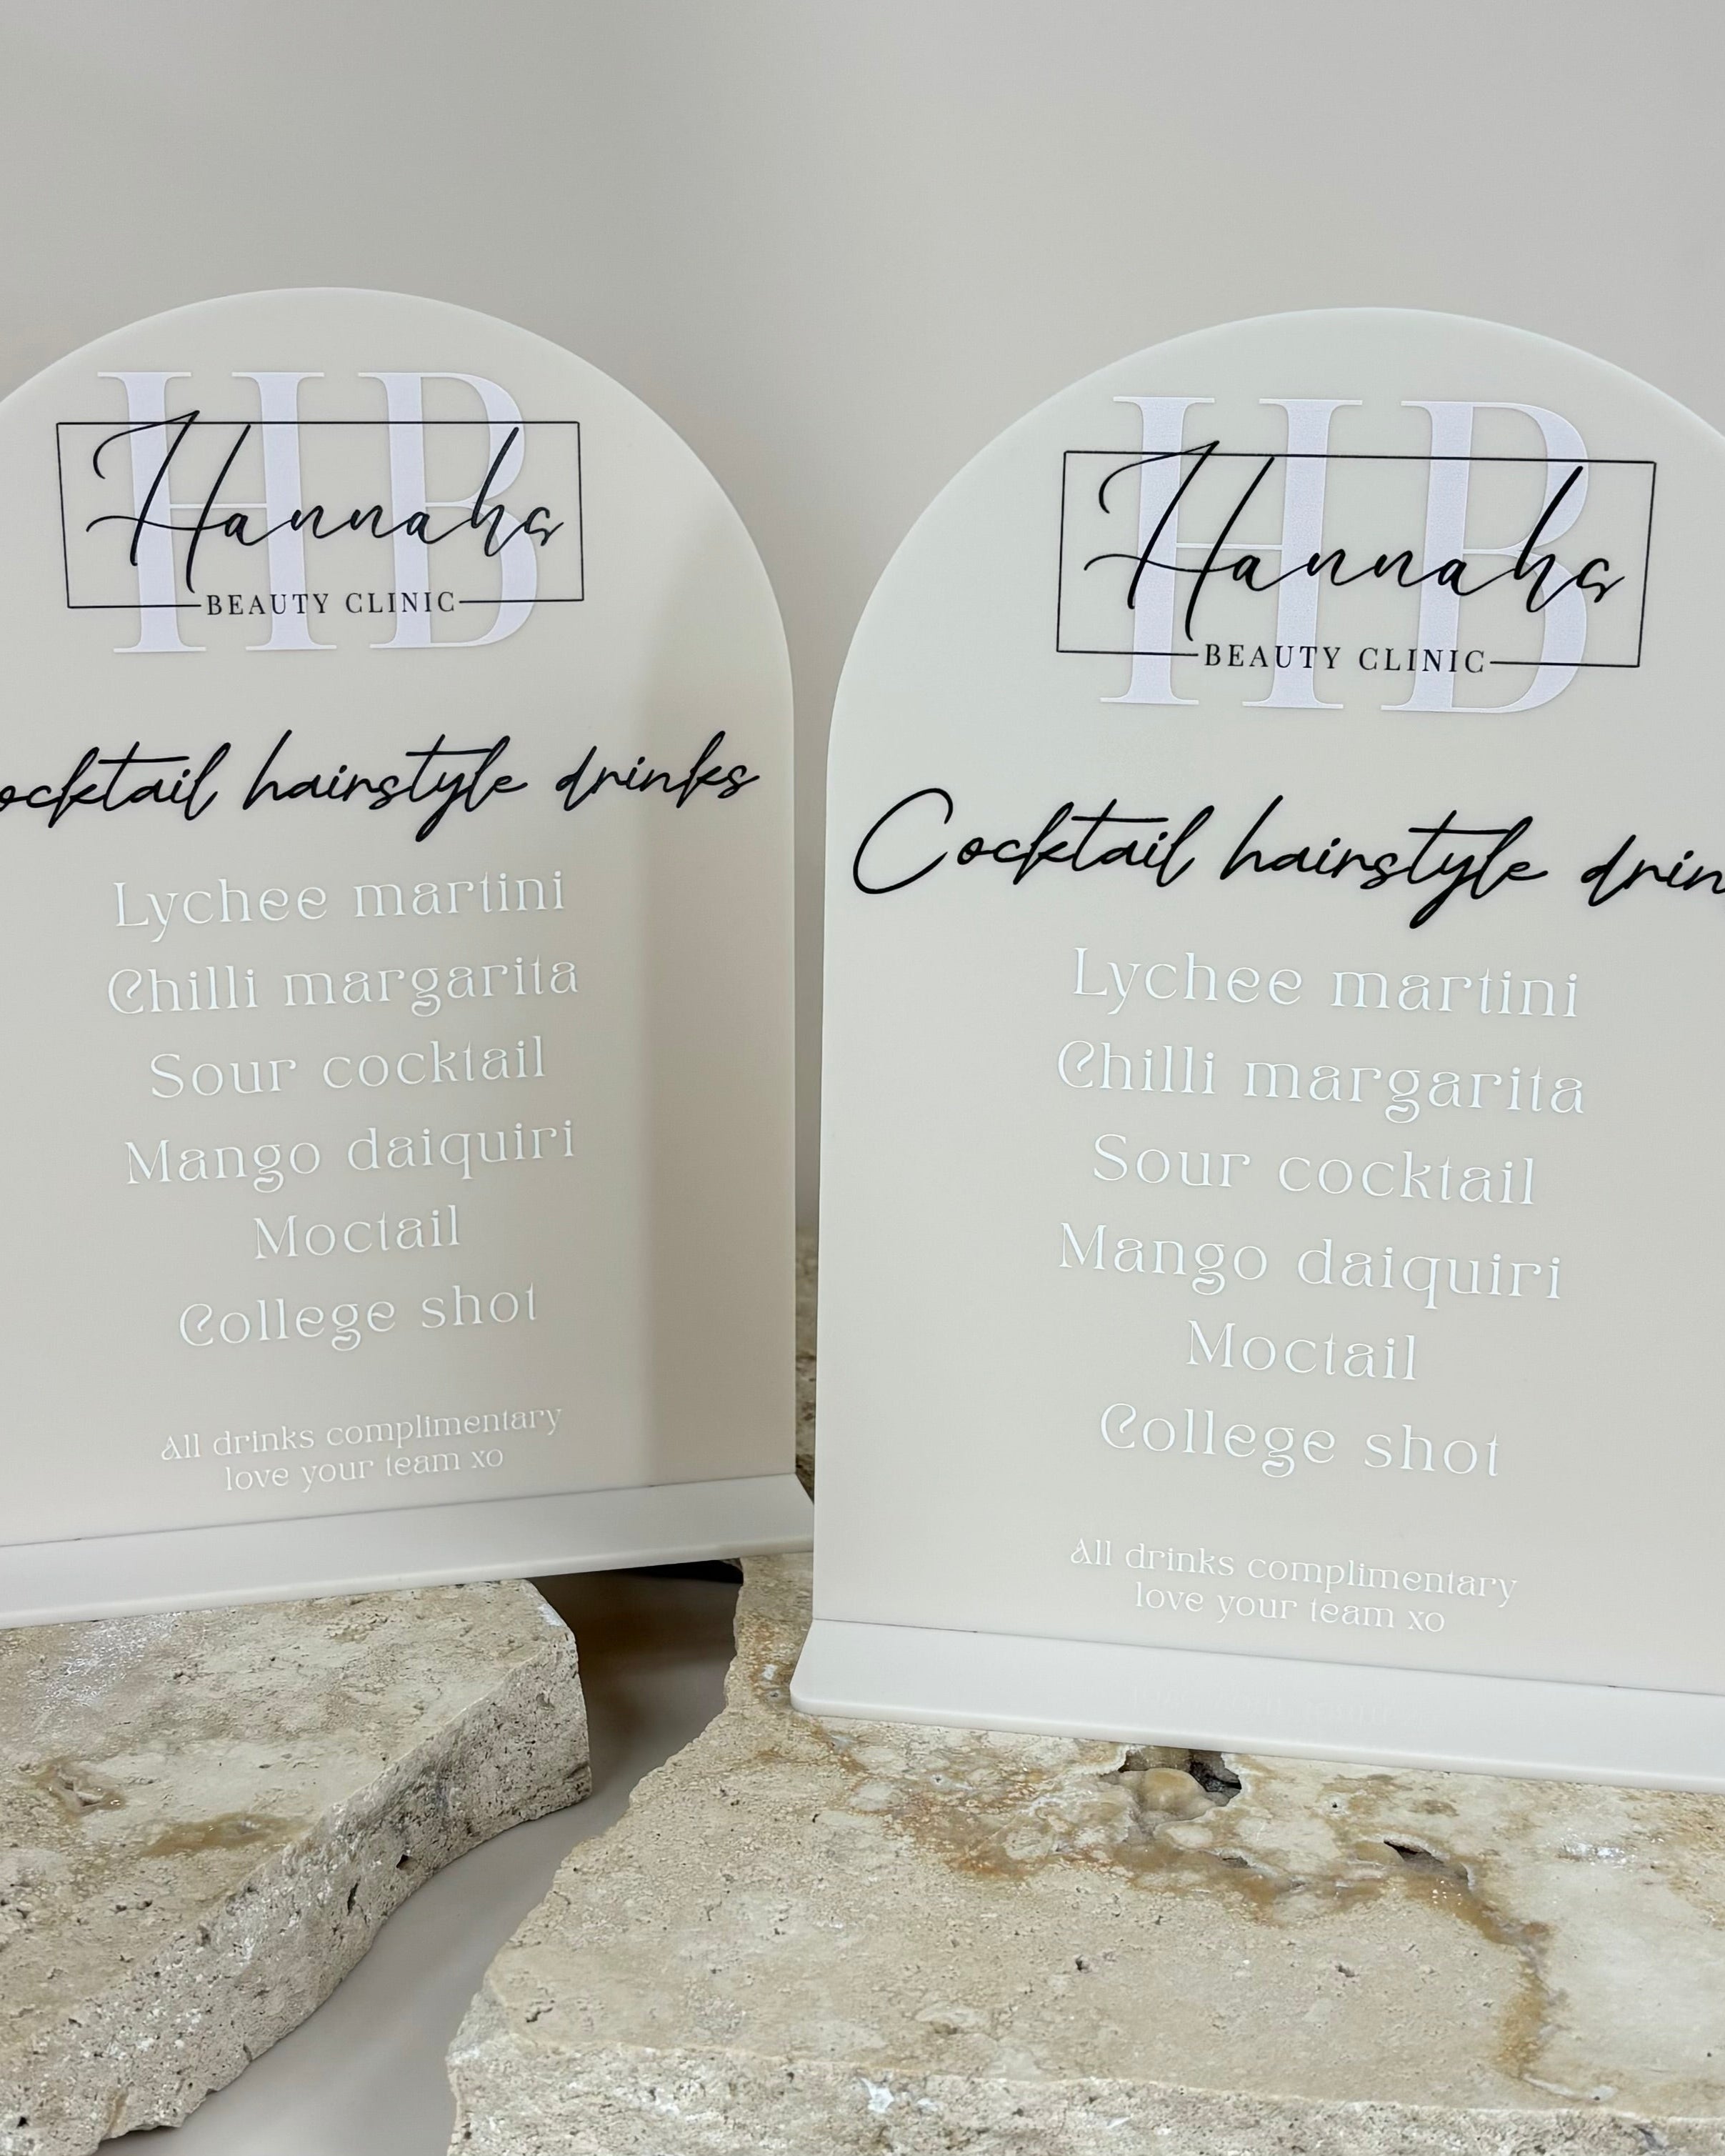 HB
Hannahs
BEAUTY CLINIC
ocktail hairstyle drinks
Lychee martini
Chilli margarita
Sour cocktail
Mango daiquiri
Moctail
College shot
All drinks complimentary
love your team xo
HB
Hannahs
BEAUTY CLINIC
Cocktail hairstyle drin
Lychee martini
Chilli margarita
Sour cocktail
Mango daiquiri
Moctail
College shot
All drinks complimentary
love your team xo